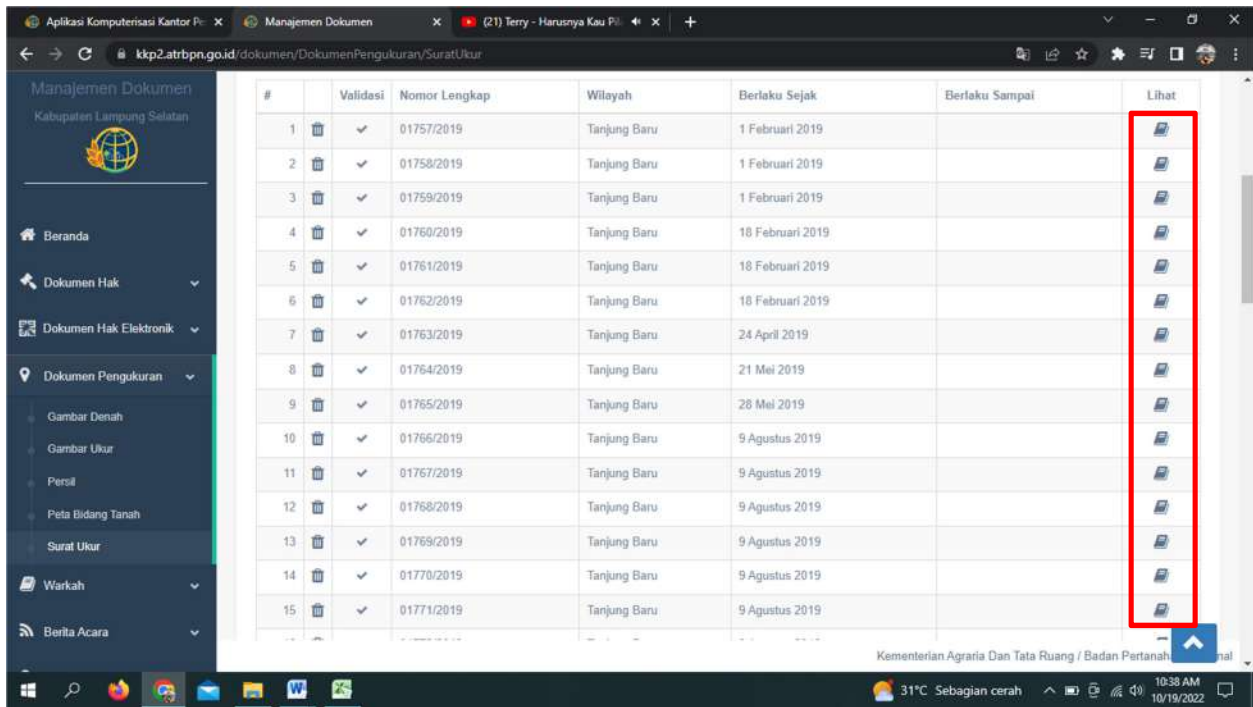 Aplikasi Komputerisasi Kantor Pe
Manajemen Dokumen
(21) Terry - Harusnya Kau Pil
kkp2.atrbpn.go.id/dokumen/DokumenPengukuran/SuratUkur
Manajemen Dokumen
Kabupaten Lampung Selatan
Beranda
Dokumen Hak
Dokumen Hak Elektronik
Dokumen Pengukuran
Gambar Denah
Gambar Ukur
Persil
Peta Bidang Tanah
Surat Ukur
Warkah
Berita Acara
# Validasi Nomor Lengkap Wilayah Berlaku Sejak Berlaku Sampai Lihat
1 01757/2019 Tanjung Baru 1 Februari 2019
2 01758/2019 Tanjung Baru 1 Februari 2019
3 01759/2019 Tanjung Baru 1 Februari 2019
4 01760/2019 Tanjung Baru 18 Februari 2019
5 01761/2019 Tanjung Baru 18 Februari 2019
6 01762/2019 Tanjung Baru 18 Februari 2019
7 01763/2019 Tanjung Baru 24 April 2019
8 01764/2019 Tanjung Baru 21 Mei 2019
9 01765/2019 Tanjung Baru 28 Mei 2019
10 01766/2019 Tanjung Baru 9 Agustus 2019
11 01767/2019 Tanjung Baru 9 Agustus 2019
12 01768/2019 Tanjung Baru 9 Agustus 2019
13 01769/2019 Tanjung Baru 9 Agustus 2019
14 01770/2019 Tanjung Baru 9 Agustus 2019
15 01771/2019 Tanjung Baru 9 Agustus 2019
Kementerian Agraria Dan Tata Ruang / Badan Pertanah nal
31°C Sebagian cerah
10:38 AM
10/19/2022